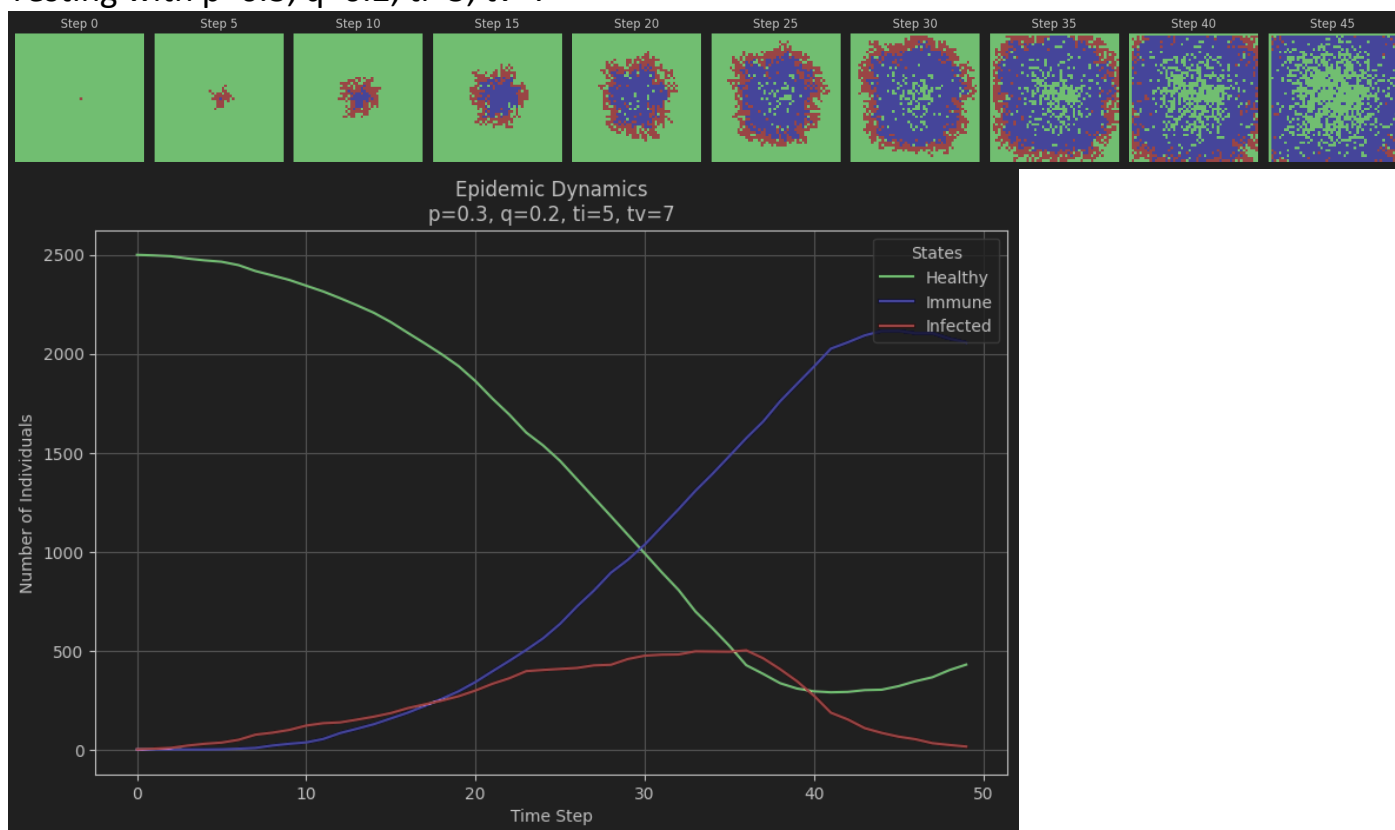 Step 0 Step 5 Step 10 Step 15 Step 20 Step 25 Step 30 Step 35 Step 40 Step 45
Epidemic Dynamics
p=0.3, q=0.2, ti=5, tv=7
States
Healthy
Immune
Infected
Number of Individuals
2500
2000
1500
1000
500
0
0 10 20 30 40 50
Time Step